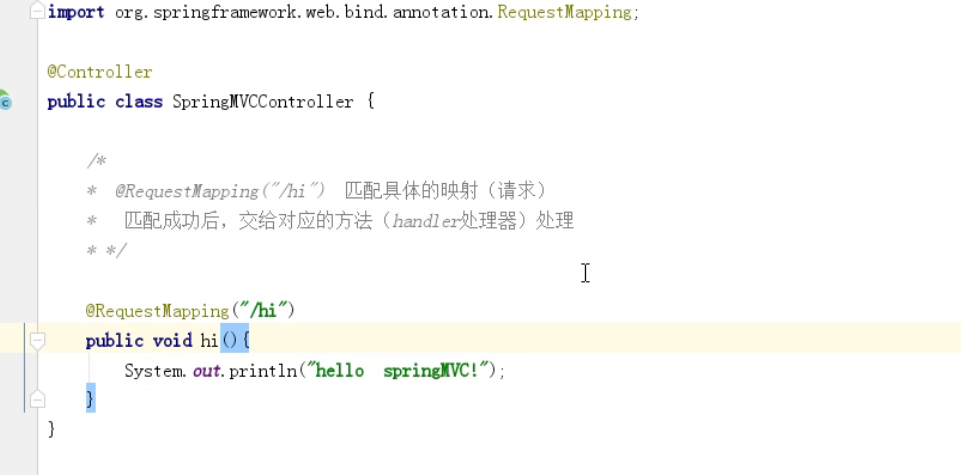 import org.springframework.web.bind.annotation.RequestMapping;
@Controller
public class SpringMVCController {
/*
*  @RequestMapping("/hi")  匹配具体的映射（请求）
*   匹配成功后，交给对应的方法（handler处理器）处理
* */
@RequestMapping("/hi")
public void hi(){
System.out.println("hello  springMVC!");
}
}